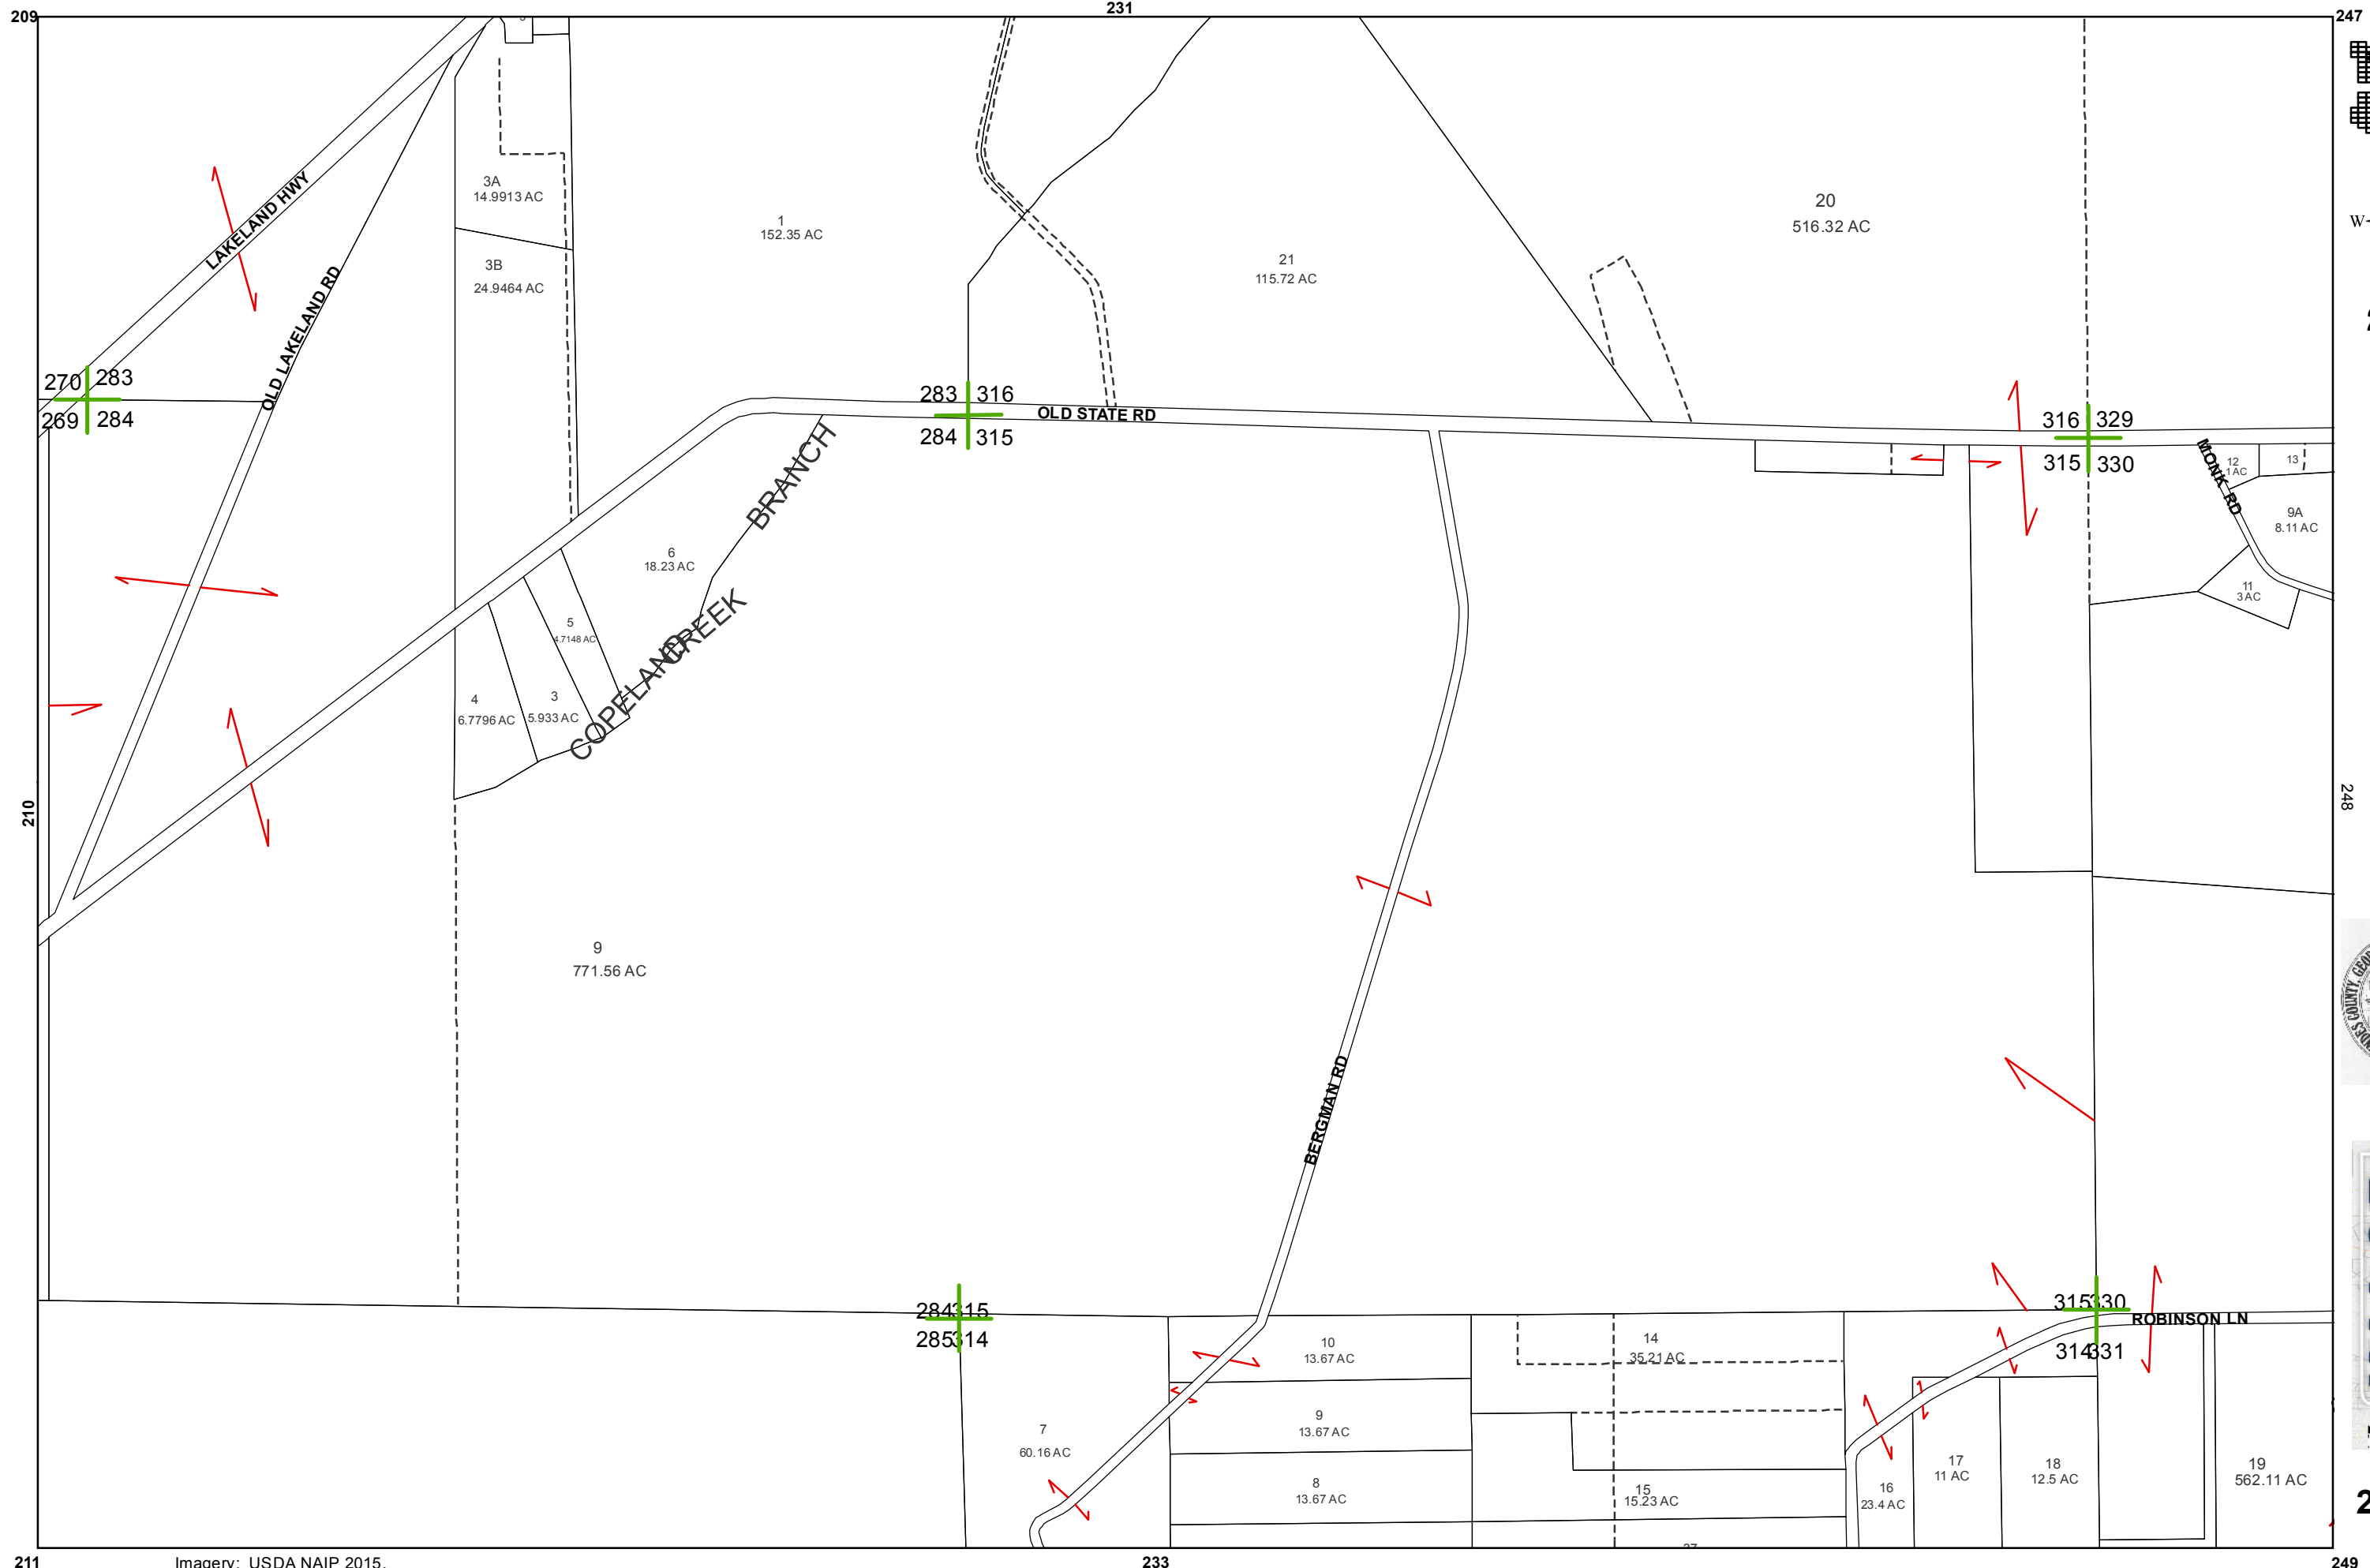 209
231
247
LAKELAND HWY
OLD LAKELAND RD
3A
14.9913 AC
3B
24.9464 AC
1
152.35 AC
21
115.72 AC
20
516.32 AC
W
270 283
269 284
283 316
284 315
OLD STATE RD
316 329
315 330
MONK RD
12
1 AC
13
9A
8.11 AC
11
3 AC
BRANCH
6
18.23 AC
5
4.7148 AC
COPELAND
CREEK
4
6.7796 AC
3
5.933 AC
210
248
9
771.56 AC
BERGMAN RD
284 315
285 314
315 330
314 331
ROBINSON LN
10
13.67 AC
14
35.21 AC
7
60.16 AC
9
13.67 AC
8
13.67 AC
15
15.23 AC
16
23.4 AC
17
11 AC
18
12.5 AC
19
562.11 AC
211
Imagery: USDA NAIP 2015.
233
249